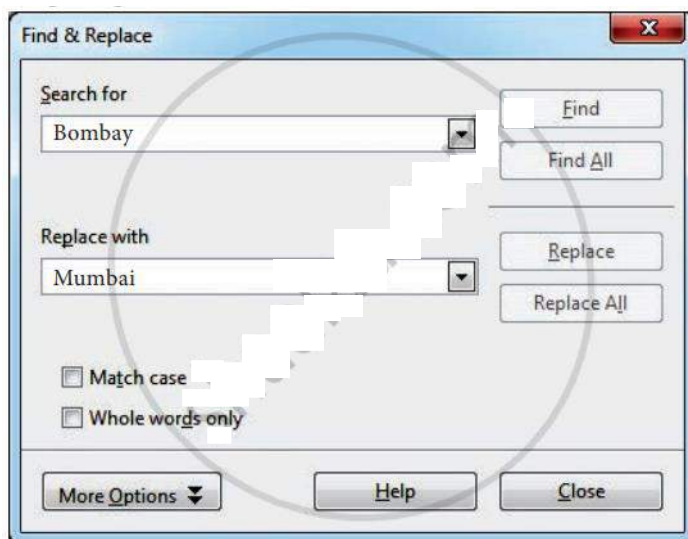 Find & Replace
Search for
Bombay
Find
Find All
Replace with
Mumbai
Replace
Replace All
Match case
Whole words only
More Options
Help
Close